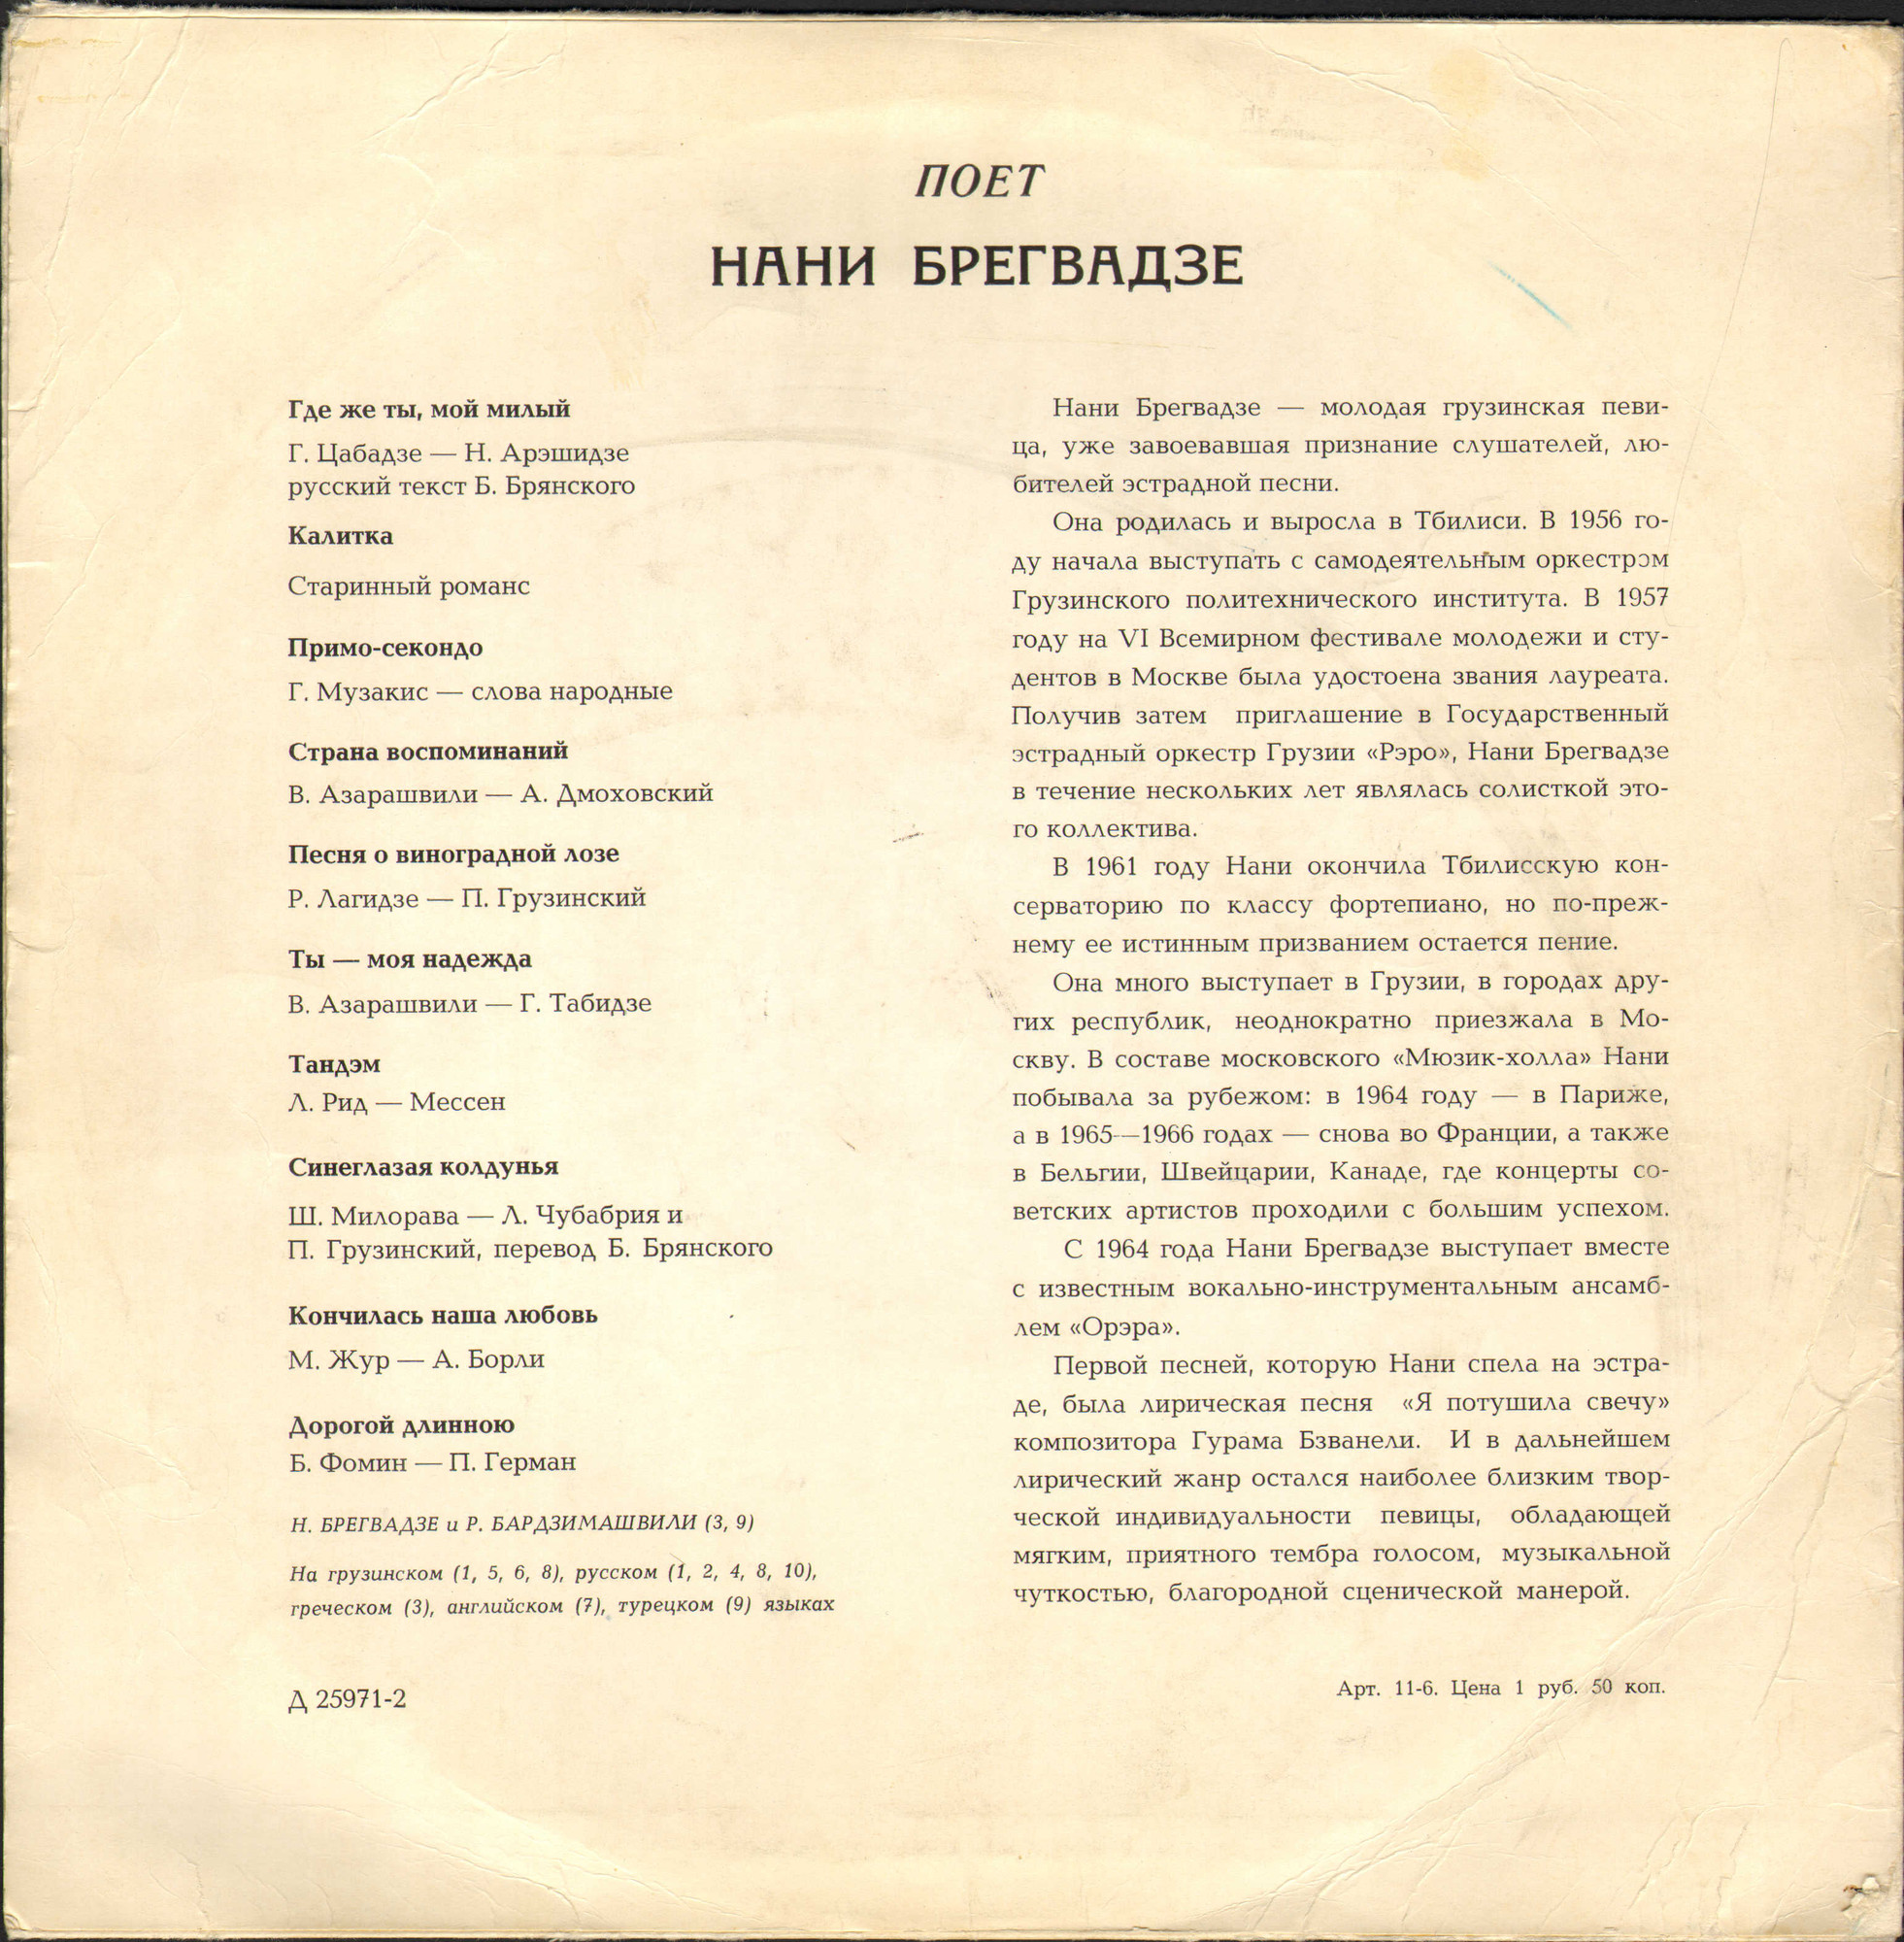 ПОЕТ
НАНИ БРЕГВАДЗЕ
Где же ты, мой милый
Г. Цабадзе — Н. Арэшидзе
русский текст Б. Брянского
Калитка
Старинный романс
Примо-секондо
Г. Музакис — слова народные
Страна воспоминаний
В. Азарашвили — А. Дмоховский
Песня о виноградной лозе
Р. Лагидзе — П. Грузинский
Ты — моя надежда
В. Азарашвили — Г. Табидзе
Тандэм
Л. Рид — Мессен
Синеглазая колдунья
Ш. Милорава — Л. Чубабрия и
П. Грузинский, перевод Б. Брянского
Кончилась наша любовь
М. Жур — А. Борли
Дорогой длинною
Б. Фомин — П. Герман
Н. БРЕГВАДЗЕ и Р. БАРДЗИМАШВИЛИ (3, 9)
На грузинском (1, 5, 6, 8), русском (1, 2, 4, 8, 10),
греческом (3), английском (7), турецком (9) языках
Д 25971-2
Нани Брегвадзе — молодая грузинская певи-
ца, уже завоевавшая признание слушателей, лю-
бителей эстрадной песни.
Она родилась и выросла в Тбилиси. В 1956 го-
ду начала выступать с самодеятельным оркестром
Грузинского политехнического института. В 1957
году на VI Всемирном фестивале молодежи и сту-
дентов в Москве была удостоена звания лауреата.
Получив затем приглашение в Государственный
эстрадный оркестр Грузии «Рэро», Нани Брегвадзе
в течение нескольких лет являлась солисткой это-
го коллектива.
В 1961 году Нани окончила Тбилисскую кон-
серваторию по классу фортепиано, но по-преж-
нему ее истинным призванием остается пение.
Она много выступает в Грузии, в городах дру-
гих республик, неоднократно приезжала в Мо-
скву. В составе московского «Мюзик-холла» Нани
побывала за рубежом: в 1964 году — в Париже,
а в 1965—1966 годах — снова во Франции, а также
в Бельгии, Швейцарии, Канаде, где концерты со-
ветских артистов проходили с большим успехом.
С 1964 года Нани Брегвадзе выступает вместе
с известным вокально-инструментальным ансамб-
лем «Орэра».
Первой песней, которую Нани спела на эстра-
де, была лирическая песня «Я потушила свечу»
композитора Гурама Бзванели. И в дальнейшем
лирический жанр остался наиболее близким твор-
ческой индивидуальности певицы, обладающей
мягким, приятного тембра голосом, музыкальной
чуткостью, благородной сценической манерой.
Арт. 11-6. Цена 1 руб. 50 коп.